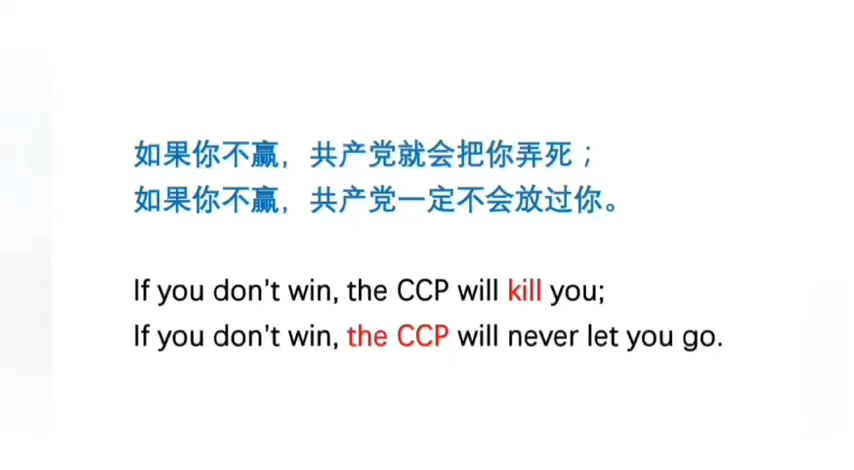 如果你不赢，共产党就会把你弄死；
如果你不赢，共产党一定不会放过你。
If you don't win, the CCP will kill you;
If you don't win, the CCP will never let you go.